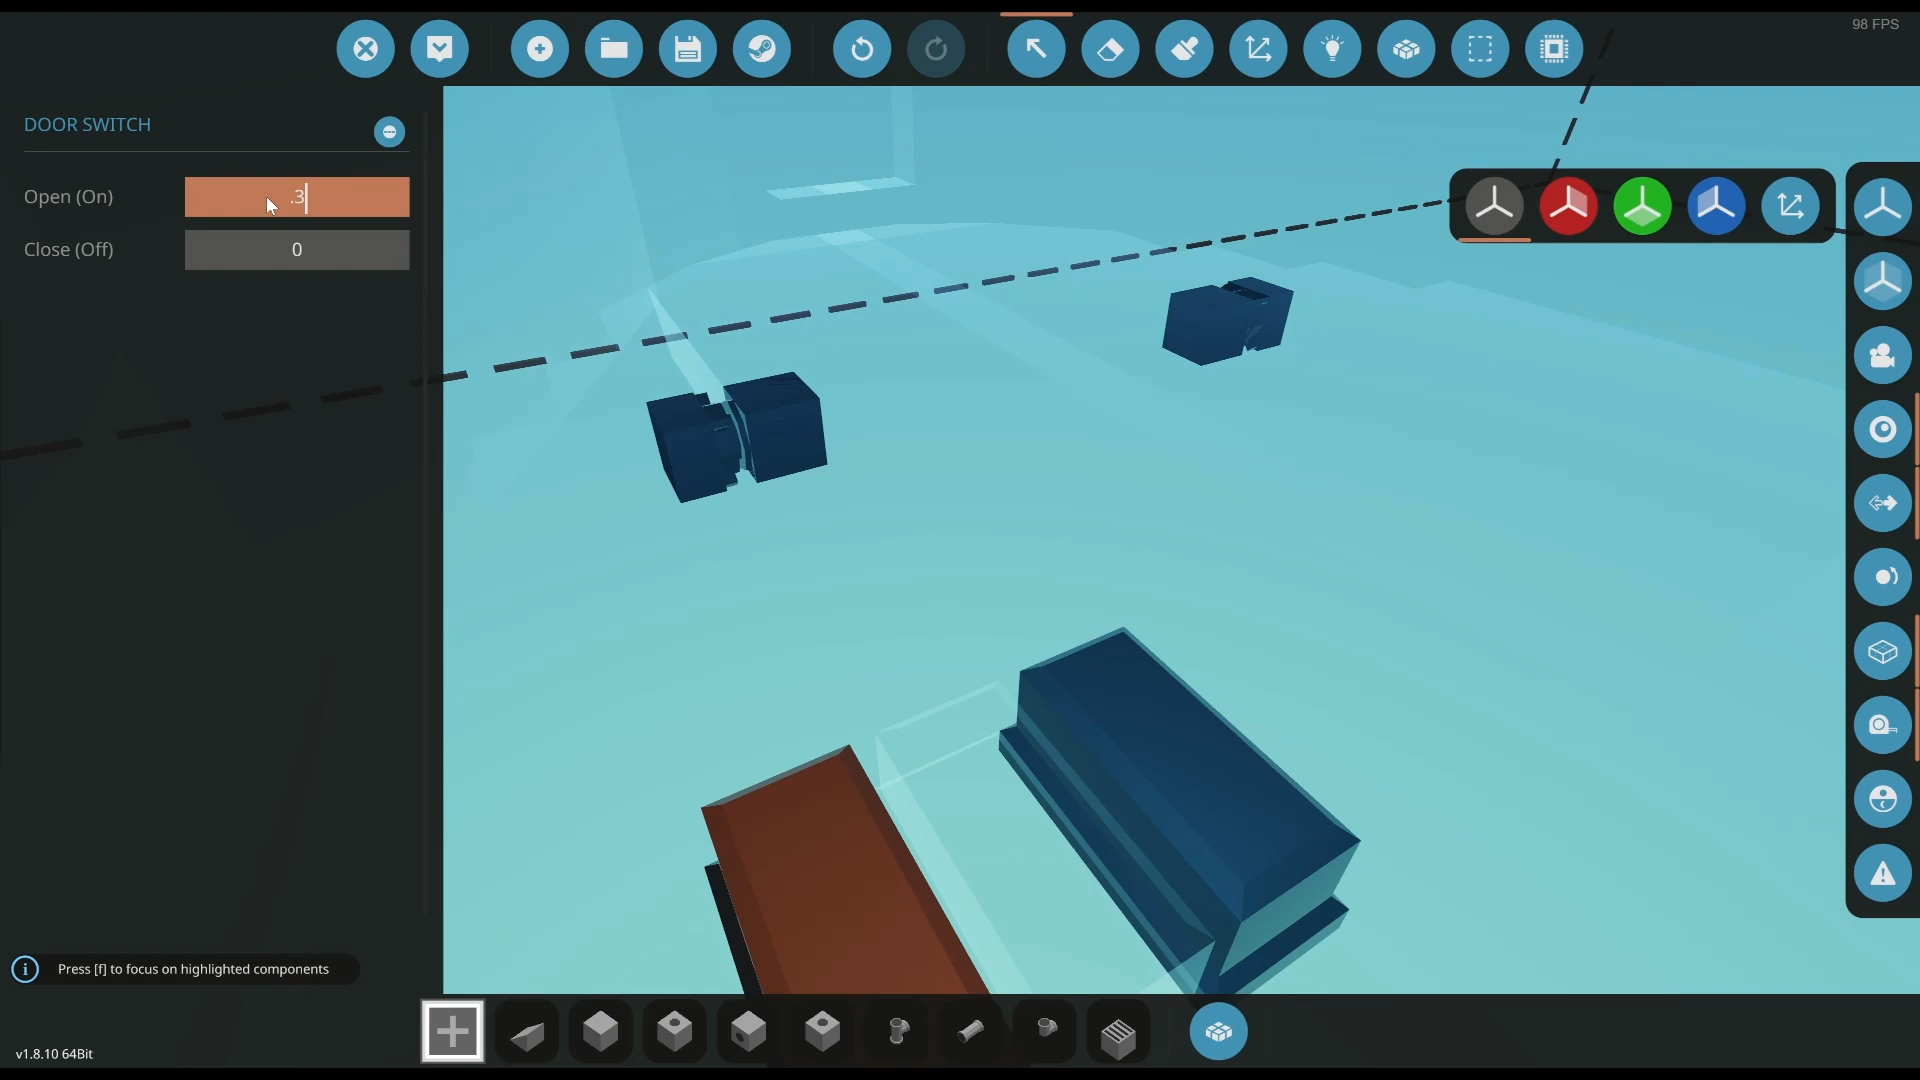 98 FPS
DOOR SWITCH
Open (On) .3
Close (Off) 0
Press [f] to focus on highlighted components
v1.8.10 64Bit